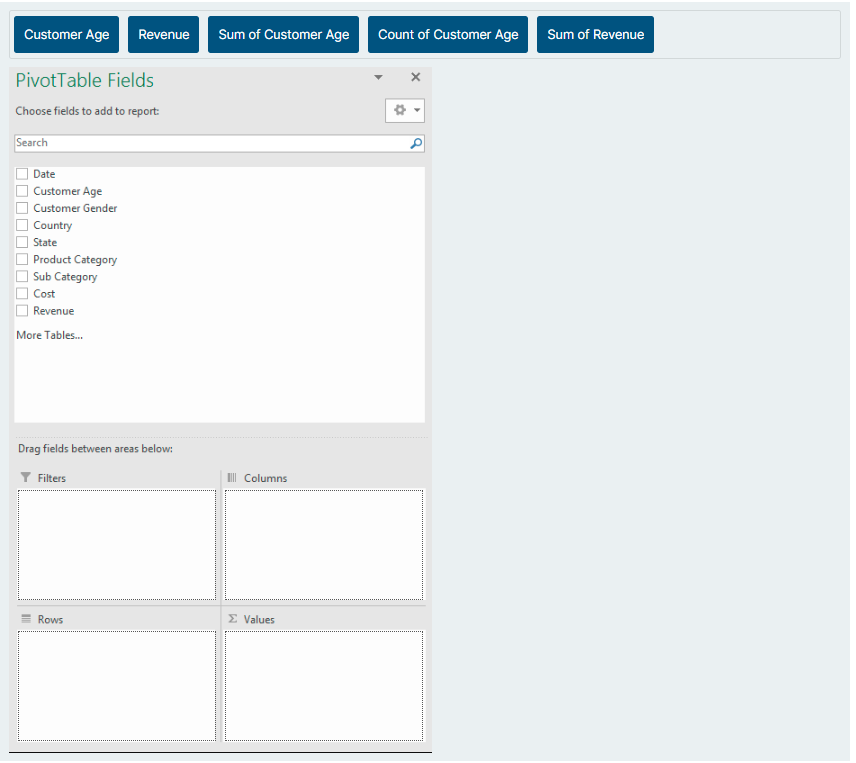 Customer Age Revenue Sum of Customer Age Count of Customer Age Sum of Revenue
PivotTable Fields
Choose fields to add to report:
Search
Date
Customer Age
Customer Gender
Country
State
Product Category
Sub Category
Cost
Revenue
More Tables...
Drag fields between areas below:
Filters Columns
Rows Σ Values